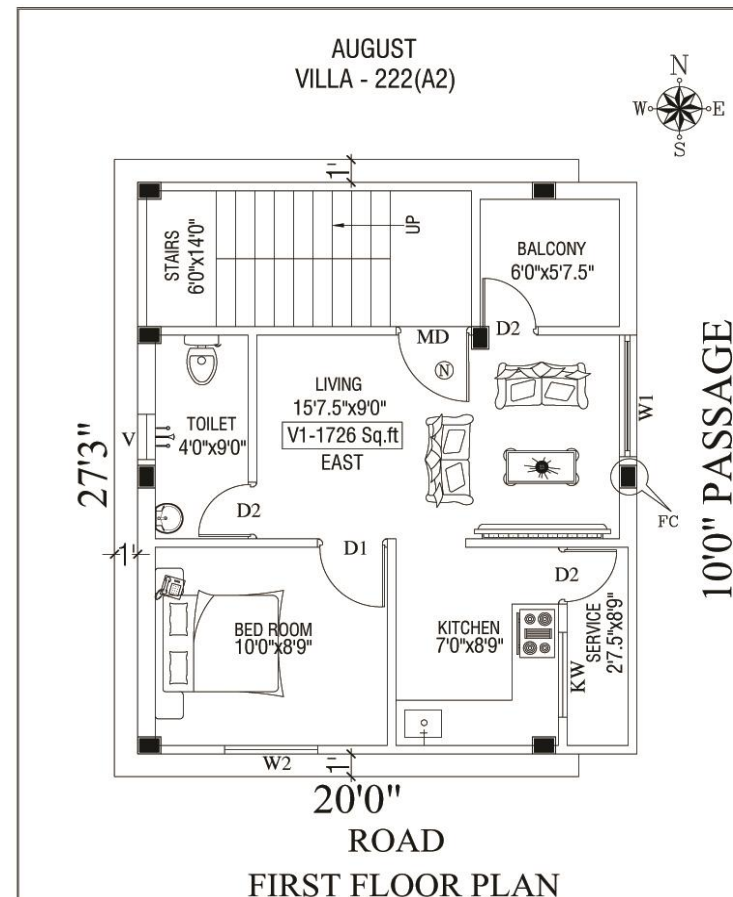 AUGUST
VILLA - 222(A2)
N
W
E
S
1'
STAIRS
6'0"x14'0"
UP
BALCONY
6'0"x5'7.5"
MD
D2
N
LIVING
15'7.5"x9'0"
V1-1726 Sq.ft
EAST
TOILET
4'0"x9'0"
V
W1
27'3"
10'0" PASSAGE
FC
D2
1'
D1
D2
BED ROOM
10'0"x8'9"
KITCHEN
7'0"x8'9"
KW
SERVICE
2'7.5"x8'9"
W2
1'
20'0"
ROAD
FIRST FLOOR PLAN